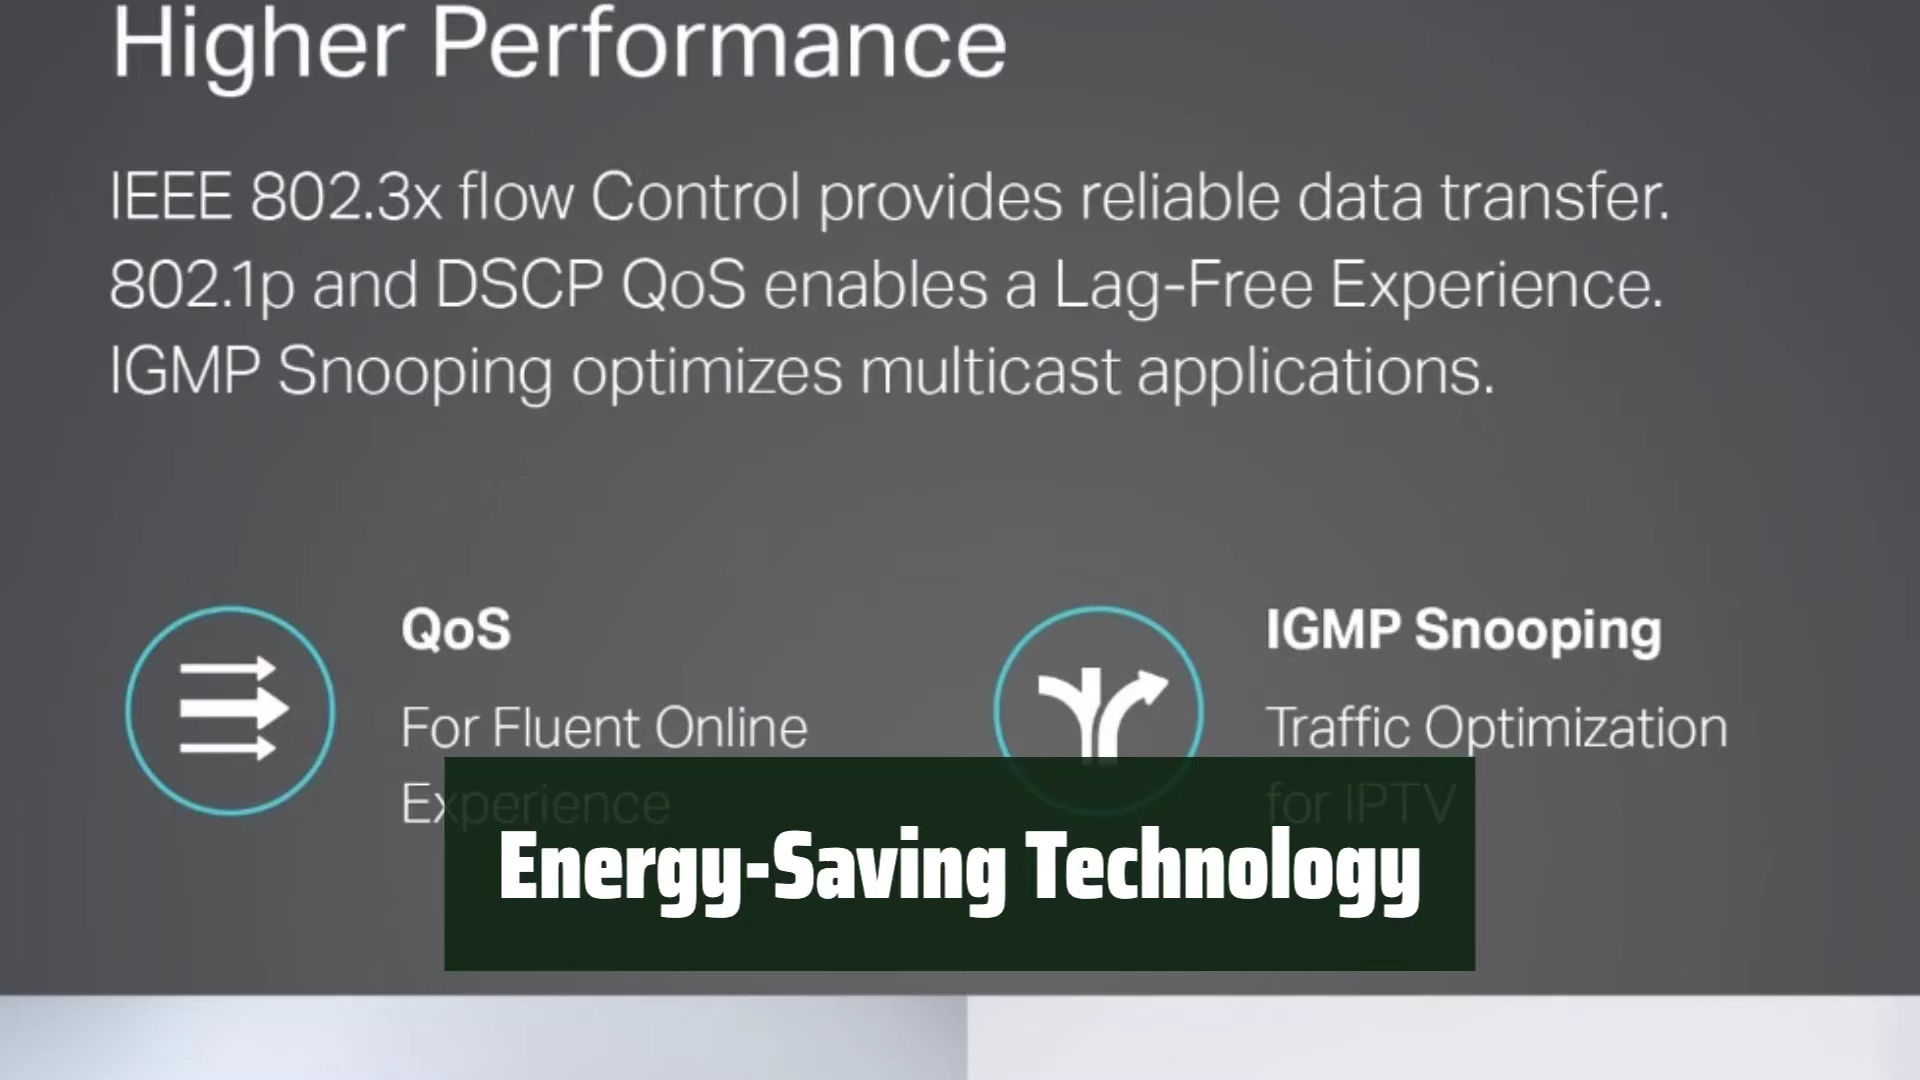 Higher Performance
IEEE 802.3x flow Control provides reliable data transfer.
802.1p and DSCP QoS enables a Lag-Free Experience.
IGMP Snooping optimizes multicast applications.
QoS
For Fluent Online
Experience
IGMP Snooping
Traffic Optimization
for IPTV
Energy-Saving Technology